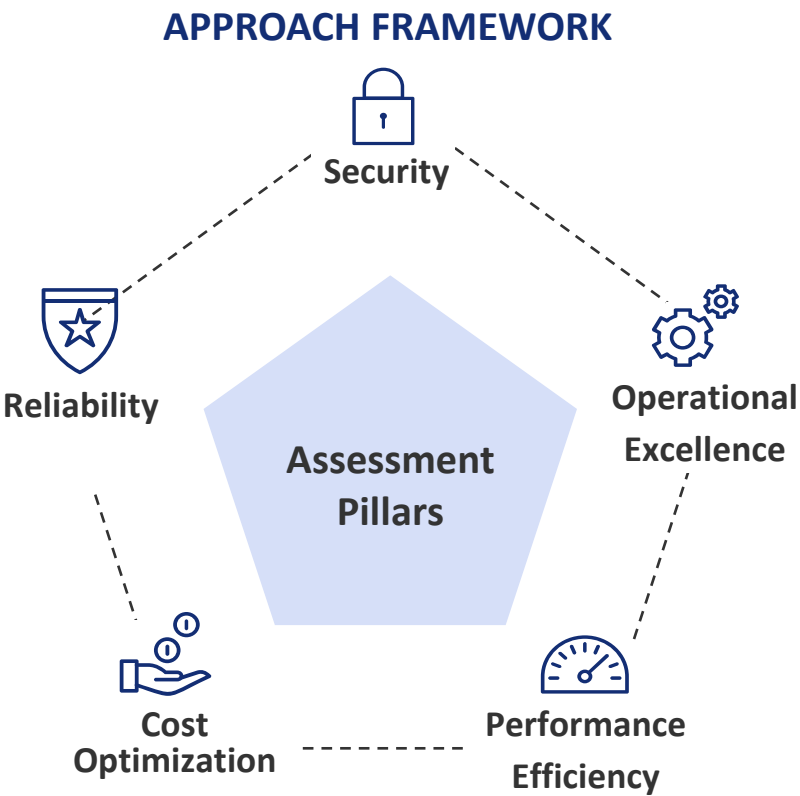 APPROACH FRAMEWORK
Security
Reliability
Operational
Excellence
Assessment
Pillars
Cost
Optimization
Performance
Efficiency